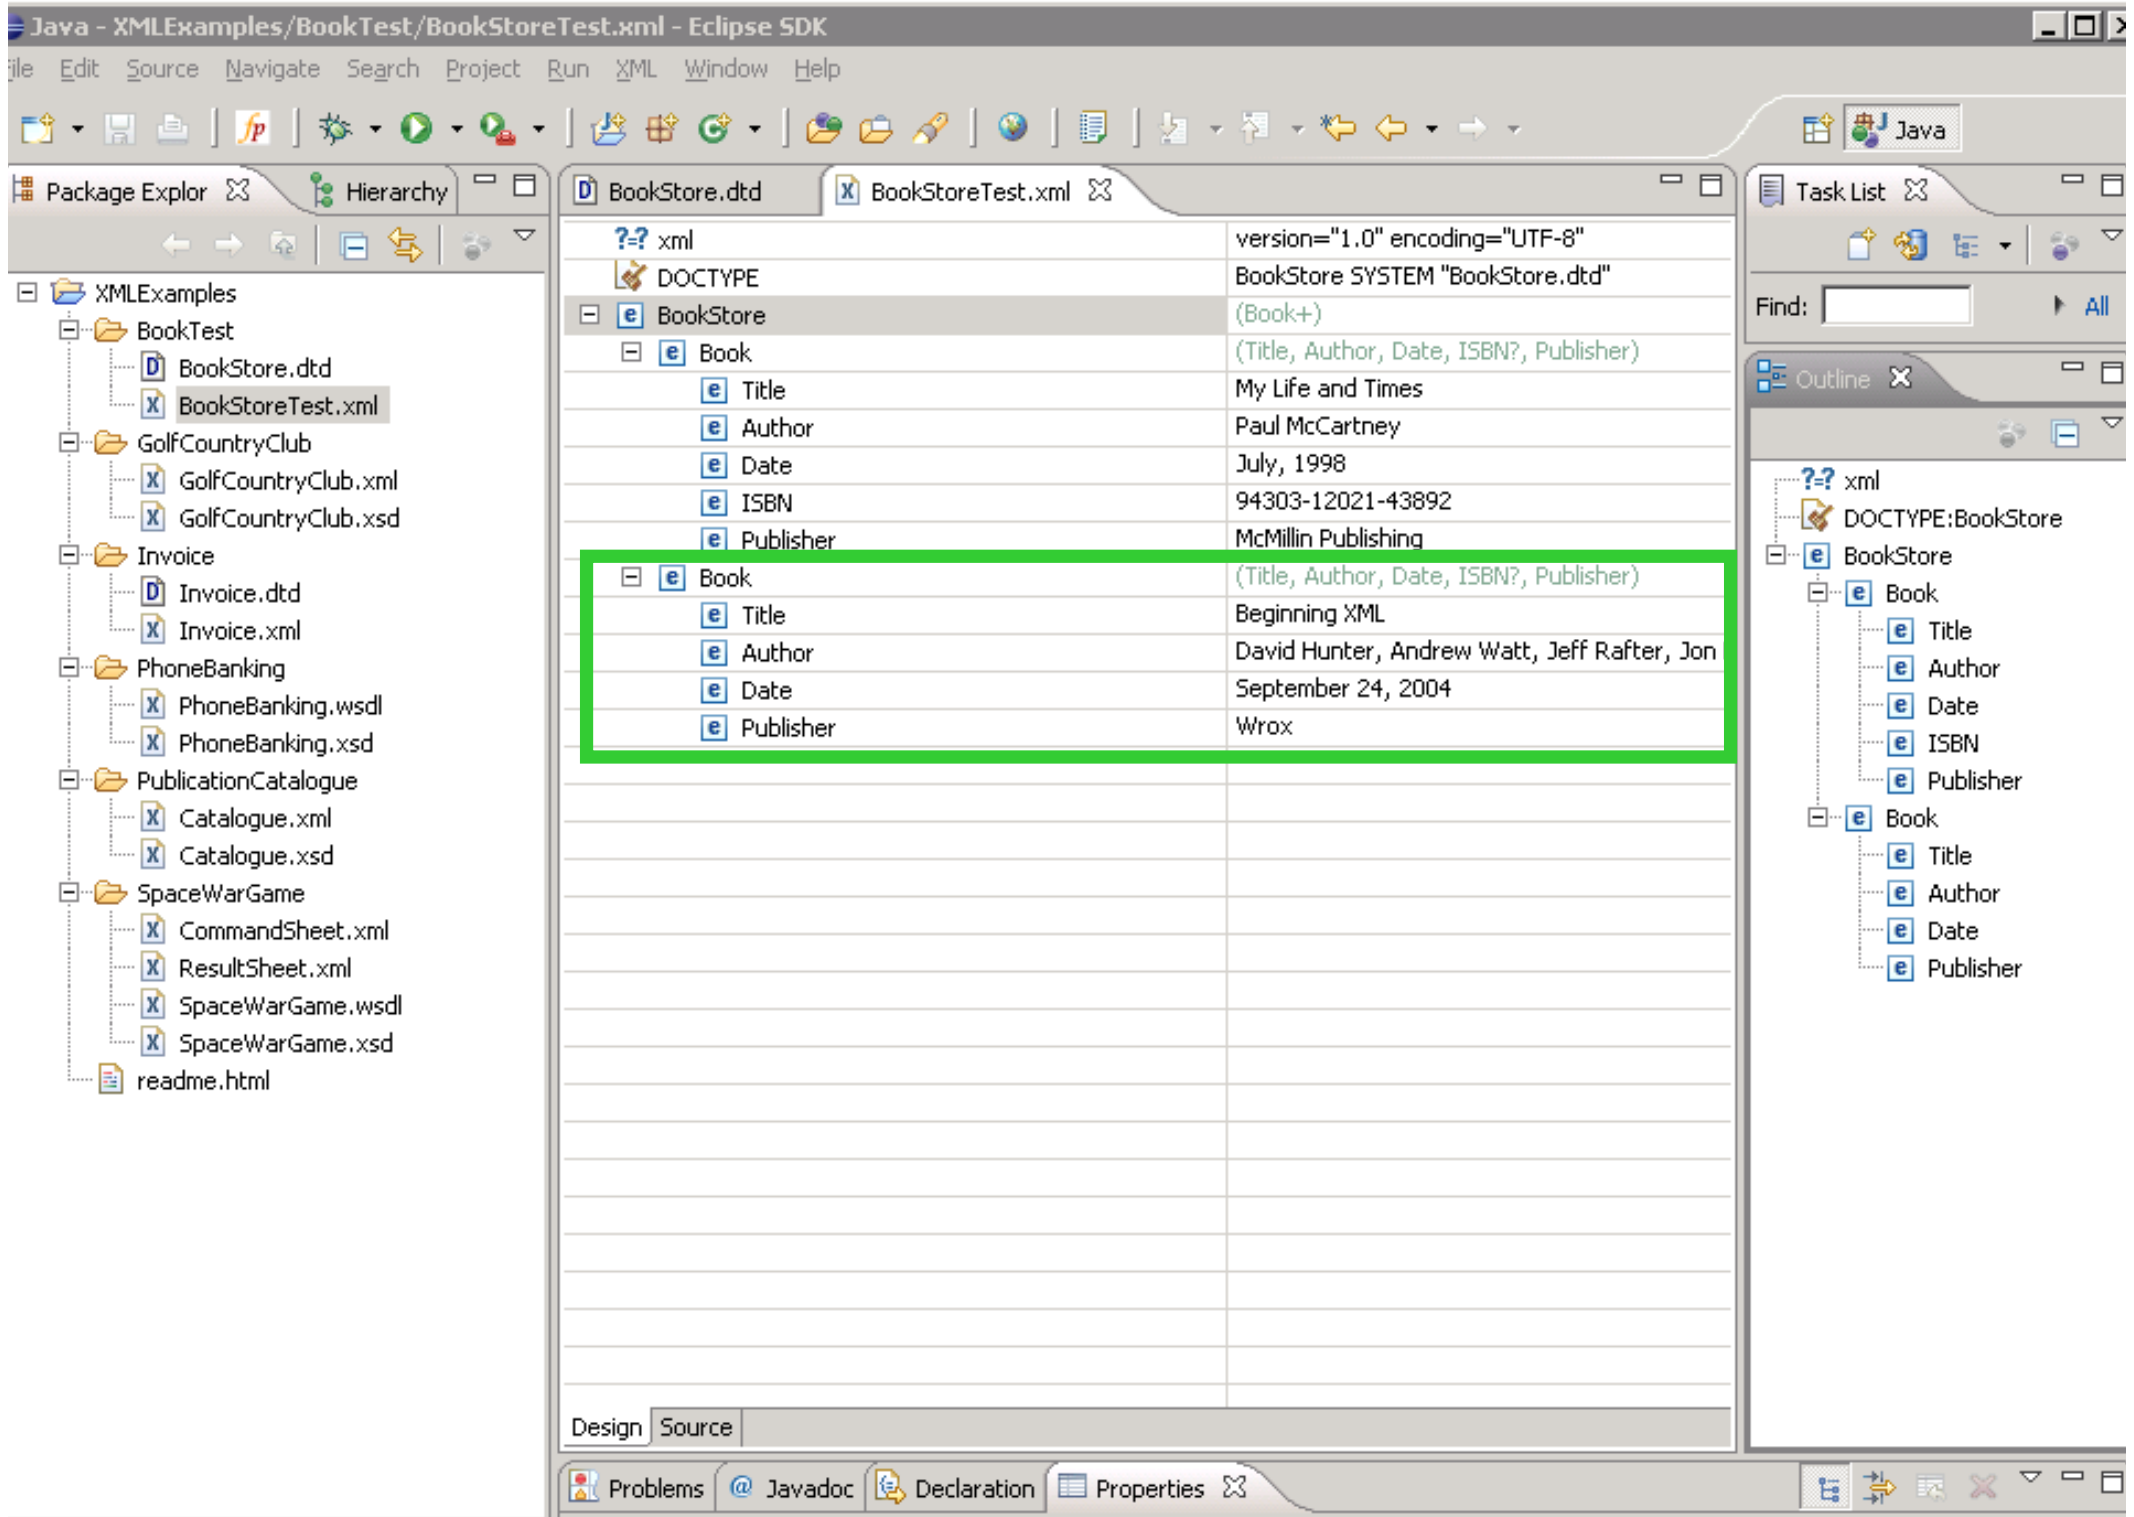 Java - XMLExamples/BookTest/BookStoreTest.xml - Eclipse SDK
File Edit Source Navigate Search Project Run XML Window Help
Java
Package Explor Hierarchy
XMLExamples
BookTest
BookStore.dtd
BookStoreTest.xml
GolfCountryClub
GolfCountryClub.xml
GolfCountryClub.xsd
Invoice
Invoice.dtd
Invoice.xml
PhoneBanking
PhoneBanking.wsdl
PhoneBanking.xsd
PublicationCatalogue
Catalogue.xml
Catalogue.xsd
SpaceWarGame
CommandSheet.xml
ResultSheet.xml
SpaceWarGame.wsdl
SpaceWarGame.xsd
readme.html
BookStore.dtd BookStoreTest.xml
?=? xml version="1.0" encoding="UTF-8"
DOCTYPE BookStore SYSTEM "BookStore.dtd"
BookStore (Book+)
Book (Title, Author, Date, ISBN?, Publisher)
Title My Life and Times
Author Paul McCartney
Date July, 1998
ISBN 94303-12021-43892
Publisher McMillin Publishing
Book (Title, Author, Date, ISBN?, Publisher)
Title Beginning XML
Author David Hunter, Andrew Watt, Jeff Rafter, Jon
Date September 24, 2004
Publisher Wrox
Design Source
Task List
Find: All
Outline
?=? xml
DOCTYPE:BookStore
BookStore
Book
Title
Author
Date
ISBN
Publisher
Book
Title
Author
Date
Publisher
Problems @ Javadoc Declaration Properties